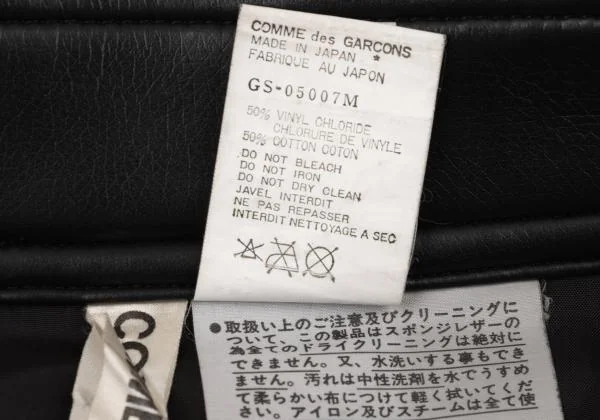 COMME des GARCONS
MADE IN JAPAN *
FABRIQUE AU JAPON
GS-05007M
50% VINYL CHLORIDE
CHLORURE DE VINYLE
50% COTTON COTON
DO NOT BLEACH
DO NOT IRON
DO NOT DRY CLEAN
JAVEL INTERDIT
NE PAS REPASSER
INTERDIT NETTOYAGE A SEC
COMME
●取扱い上のご注意及びクリーニングに
ついて、この製品はスポンジレザーの
為全てのドライクリーニングは絶対に
できません。又、水洗いする事もでき
ません。汚れは中性洗剤を水でうすめ
て柔らかい布につけて軽く拭いてくだ
さい。アイロン及びスチームは全て使